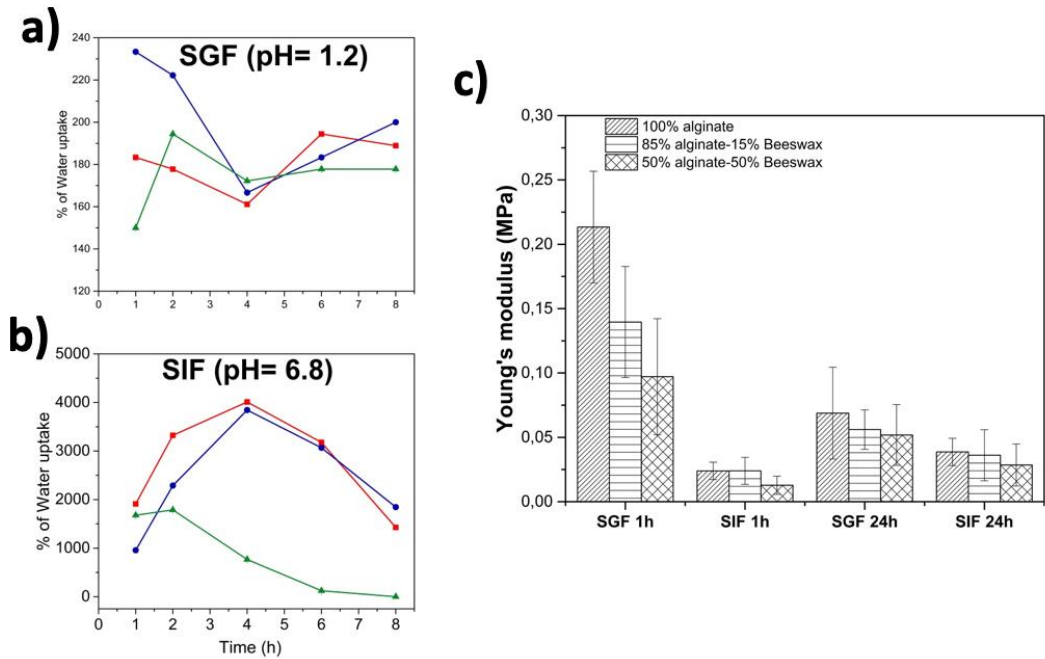 a)
SGF (pH= 1.2)
% of Water uptake
240
220
200
180
160
140
120
0 1 2 3 4 5 6 7 8
b)
SIF (pH= 6.8)
% of Water uptake
5000
4000
3000
2000
1000
0
0 1 2 3 4 5 6 7 8
Time (h)
c)
100% alginate
85% alginate-15% Beeswax
50% alginate-50% Beeswax
Young's modulus (MPa)
0,30
0,25
0,20
0,15
0,10
0,05
0,00
SGF 1h SIF 1h SGF 24h SIF 24h